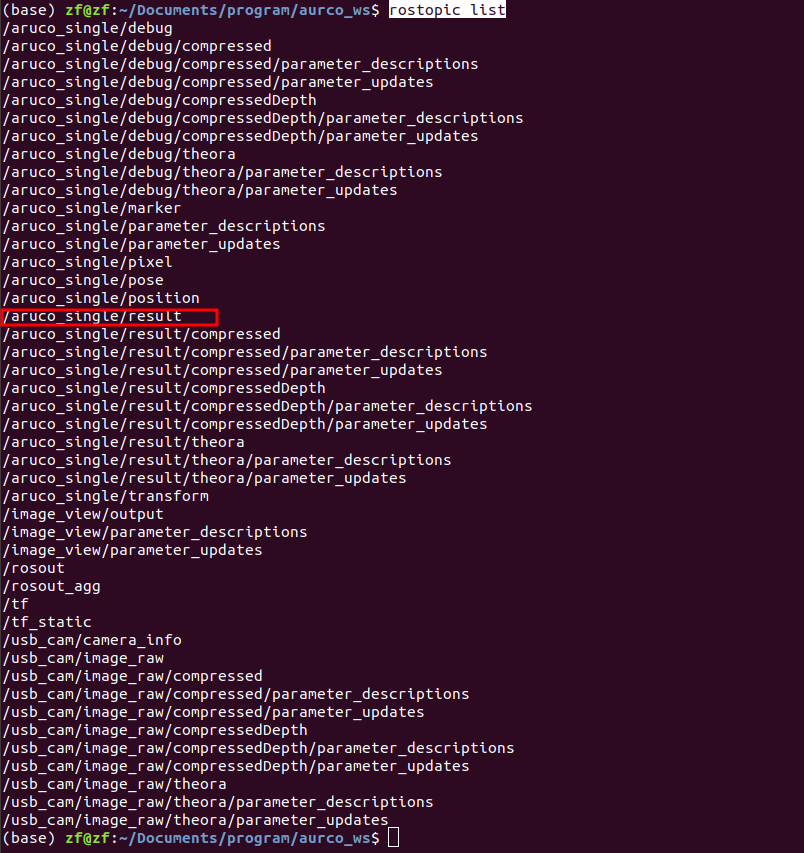 (base) zf@zf:~/Documents/program/aurco_ws$ rostopic list
/aruco_single/debug
/aruco_single/debug/compressed
/aruco_single/debug/compressed/parameter_descriptions
/aruco_single/debug/compressed/parameter_updates
/aruco_single/debug/compressedDepth
/aruco_single/debug/compressedDepth/parameter_descriptions
/aruco_single/debug/compressedDepth/parameter_updates
/aruco_single/debug/theora
/aruco_single/debug/theora/parameter_descriptions
/aruco_single/debug/theora/parameter_updates
/aruco_single/marker
/aruco_single/parameter_descriptions
/aruco_single/parameter_updates
/aruco_single/pixel
/aruco_single/pose
/aruco_single/position
/aruco_single/result
/aruco_single/result/compressed
/aruco_single/result/compressed/parameter_descriptions
/aruco_single/result/compressed/parameter_updates
/aruco_single/result/compressedDepth
/aruco_single/result/compressedDepth/parameter_descriptions
/aruco_single/result/compressedDepth/parameter_updates
/aruco_single/result/theora
/aruco_single/result/theora/parameter_descriptions
/aruco_single/result/theora/parameter_updates
/aruco_single/transform
/image_view/output
/image_view/parameter_descriptions
/image_view/parameter_updates
/rosout
/rosout_agg
/tf
/tf_static
/usb_cam/camera_info
/usb_cam/image_raw
/usb_cam/image_raw/compressed
/usb_cam/image_raw/compressed/parameter_descriptions
/usb_cam/image_raw/compressed/parameter_updates
/usb_cam/image_raw/compressedDepth
/usb_cam/image_raw/compressedDepth/parameter_descriptions
/usb_cam/image_raw/compressedDepth/parameter_updates
/usb_cam/image_raw/theora
/usb_cam/image_raw/theora/parameter_descriptions
/usb_cam/image_raw/theora/parameter_updates
(base) zf@zf:~/Documents/program/aurco_ws$